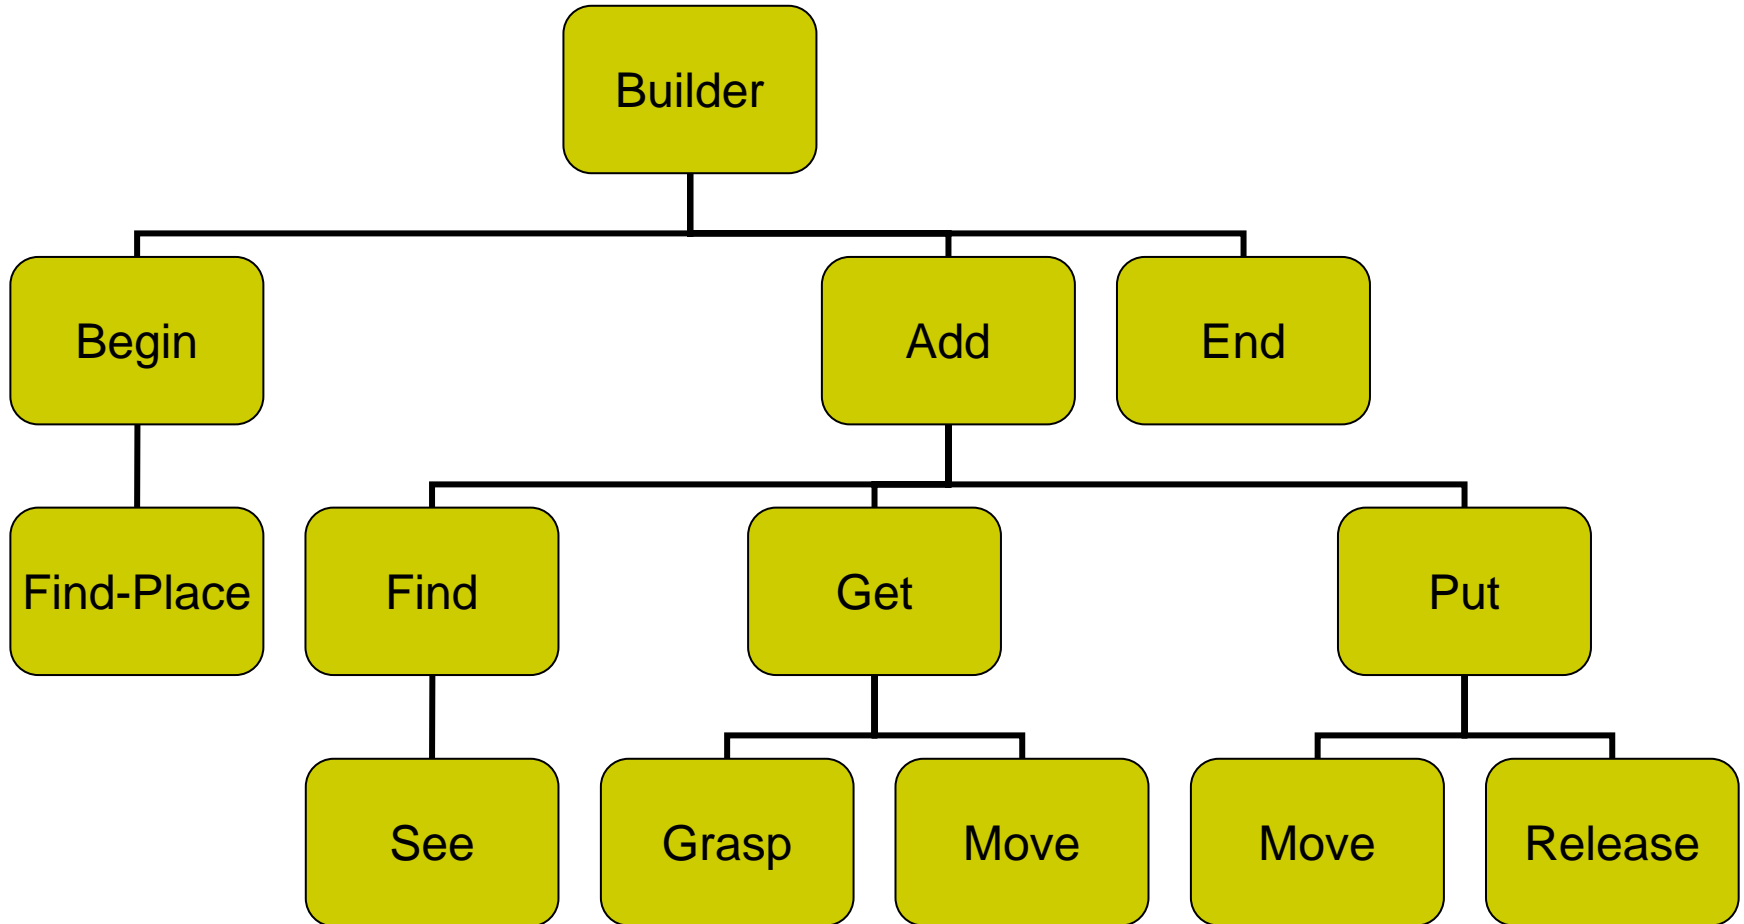 Builder
Begin
Add
End
Find-Place
Find
Get
Put
See
Grasp
Move
Move
Release